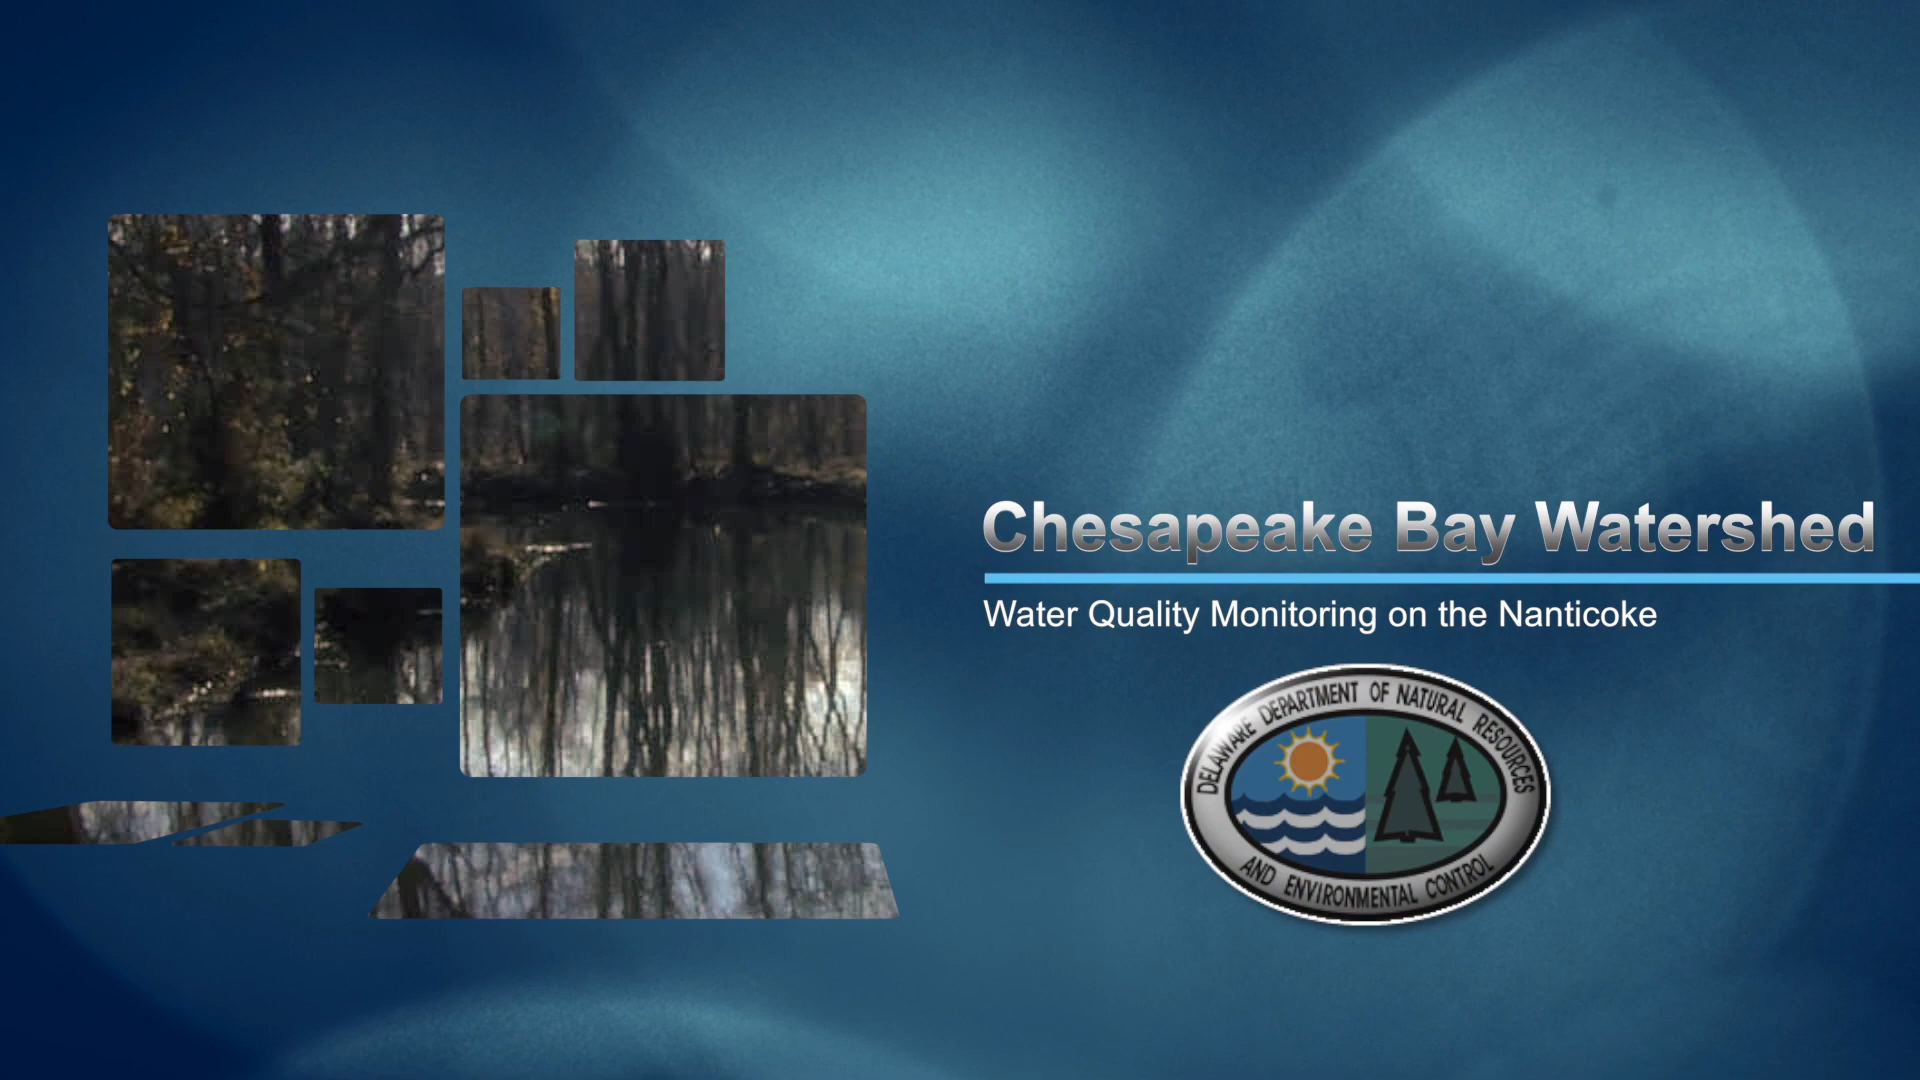 Chesapeake Bay Watershed
Water Quality Monitoring on the Nanticoke
DELAWARE DEPARTMENT OF NATURAL RESOURCES
AND ENVIRONMENTAL CONTROL